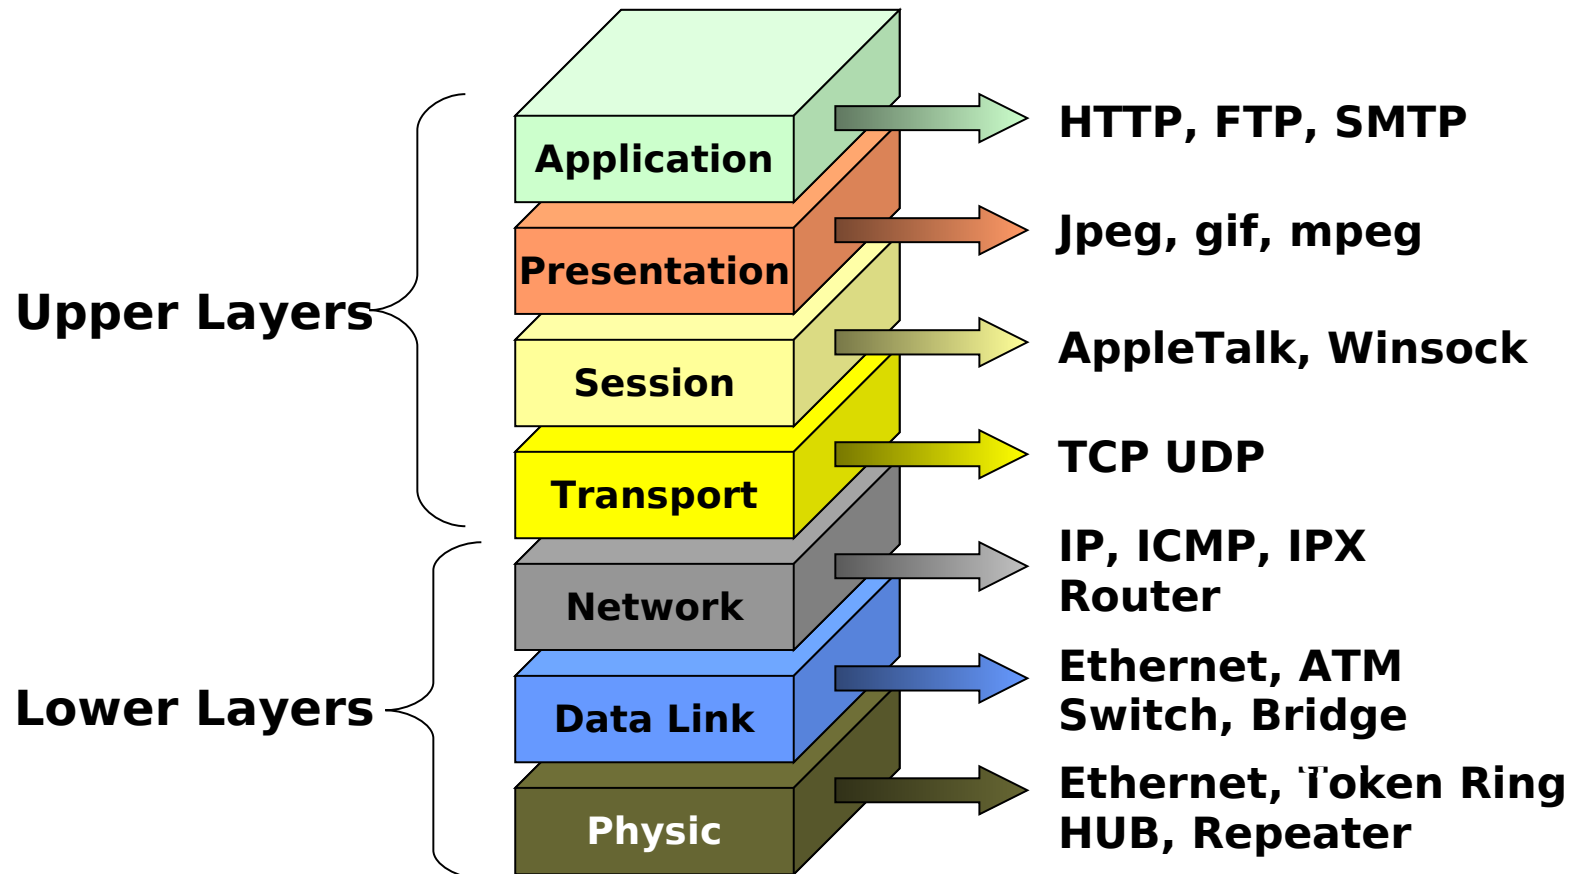 Application
HTTP, FTP, SMTP
Presentation
Jpeg, gif, mpeg
Upper Layers
Session
AppleTalk, Winsock
Transport
TCP UDP
Network
IP, ICMP, IPX
Router
Lower Layers
Data Link
Ethernet, ATM
Switch, Bridge
Physic
Ethernet, Token Ring
HUB, Repeater